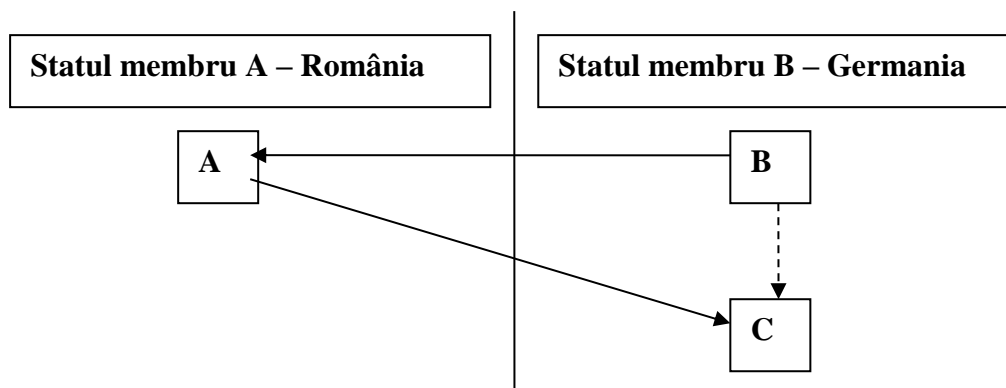 Statul membru A – România
Statul membru B – Germania
A
B
C